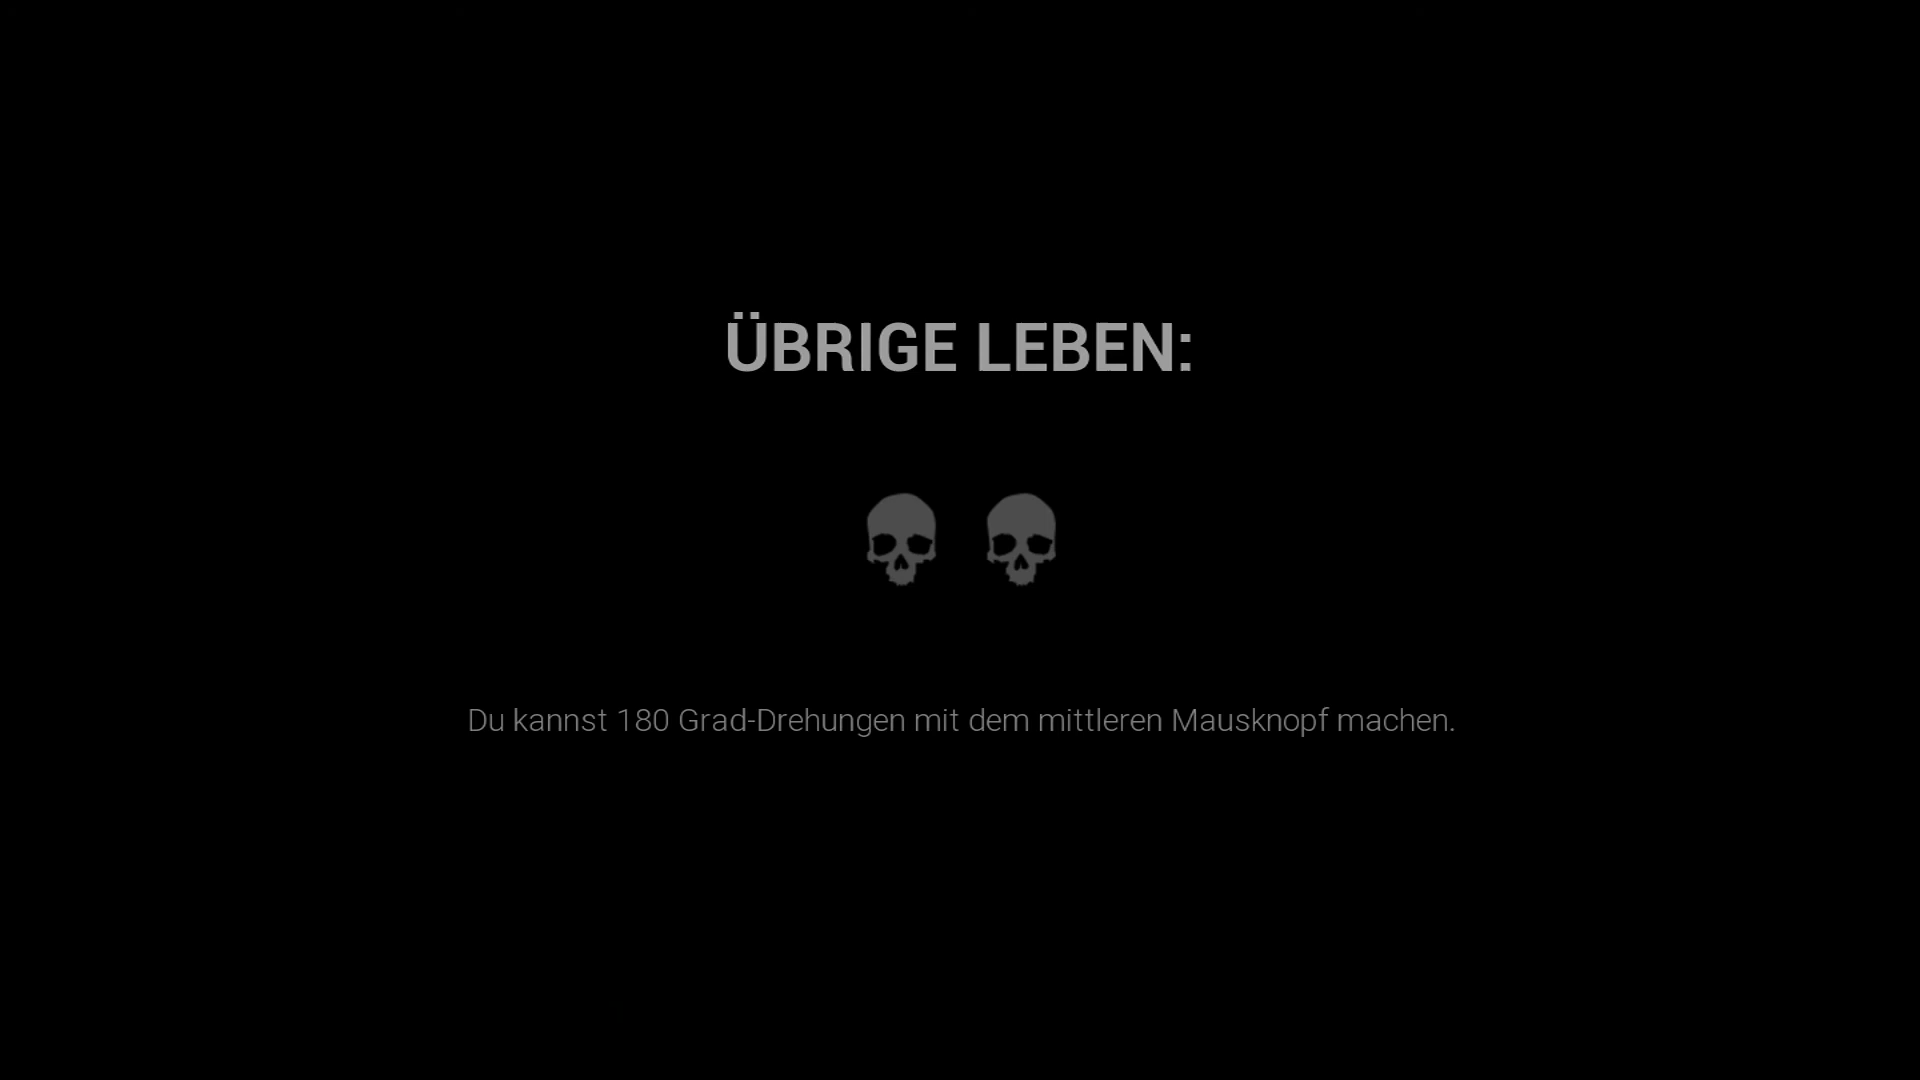 ÜBRIGE LEBEN:
Du kannst 180 Grad-Drehungen mit dem mittleren Mausknopf machen.